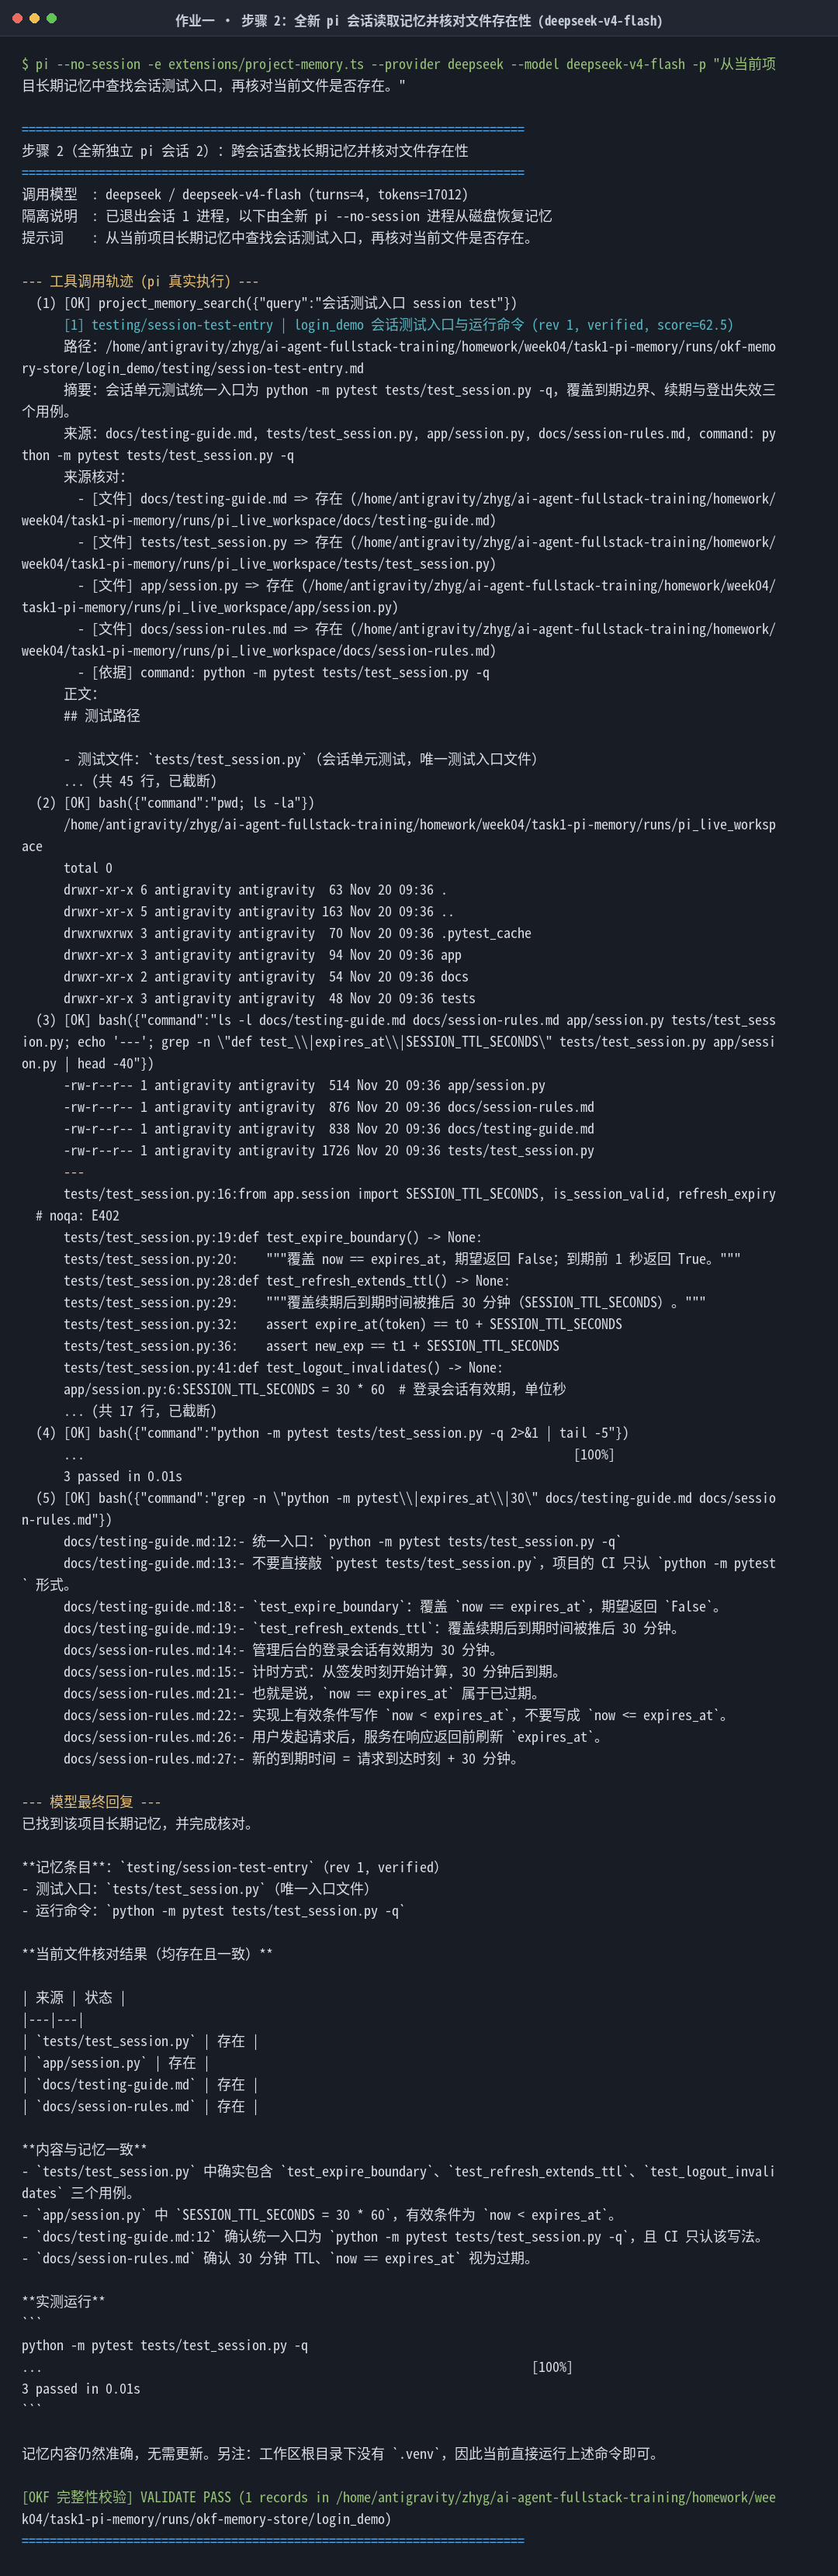 作业一 · 步骤 2: 全新 pi 会话读取记忆并核对文件存在性 (deepseek-v4-flash)
$ pi --no-session -e extensions/project-memory.ts --provider deepseek --model deepseek-v4-flash -p "从当前项
目长期记忆中查找会话测试入口，再核对当前文件是否存在。"
========================================================================
步骤 2（全新独立 pi 会话 2）：跨会话查找长期记忆并核对文件存在性
========================================================================
调用模型  : deepseek / deepseek-v4-flash (turns=4, tokens=17012)
隔离说明  : 已退出会话 1 进程，以下由全新 pi --no-session 进程从磁盘恢复记忆
提示词    : 从当前项目长期记忆中查找会话测试入口，再核对当前文件是否存在。
--- 工具调用轨迹（pi 真实执行）---
  (1) [OK] project_memory_search({"query":"会话测试入口 session test"})
      [1] testing/session-test-entry | login_demo 会话测试入口与运行命令 (rev 1, verified, score=62.5)
      路径：/home/antigravity/zhyg/ai-agent-fullstack-training/homework/week04/task1-pi-memory/runs/okf-memo
ry-store/login_demo/testing/session-test-entry.md
      摘要：会话单元测试统一入口为 python -m pytest tests/test_session.py -q，覆盖到期边界、续期与登出失效三
个用例。
      来源：docs/testing-guide.md, tests/test_session.py, app/session.py, docs/session-rules.md, command: py
thon -m pytest tests/test_session.py -q
      来源核对：
        - [文件] docs/testing-guide.md => 存在 (/home/antigravity/zhyg/ai-agent-fullstack-training/homework/
week04/task1-pi-memory/runs/pi_live_workspace/docs/testing-guide.md)
        - [文件] tests/test_session.py => 存在 (/home/antigravity/zhyg/ai-agent-fullstack-training/homework/
week04/task1-pi-memory/runs/pi_live_workspace/tests/test_session.py)
        - [文件] app/session.py => 存在 (/home/antigravity/zhyg/ai-agent-fullstack-training/homework/week04/
task1-pi-memory/runs/pi_live_workspace/app/session.py)
        - [文件] docs/session-rules.md => 存在 (/home/antigravity/zhyg/ai-agent-fullstack-training/homework/
week04/task1-pi-memory/runs/pi_live_workspace/docs/session-rules.md)
        - [依据] command: python -m pytest tests/test_session.py -q
      正文：
      ## 测试路径
      - 测试文件：`tests/test_session.py`（会话单元测试，唯一测试入口文件）
      ... (共 45 行，已截断)
  (2) [OK] bash({"command":"pwd; ls -la"})
      /home/antigravity/zhyg/ai-agent-fullstack-training/homework/week04/task1-pi-memory/runs/pi_live_worksp
ace
      total 0
      drwxr-xr-x 6 antigravity antigravity  63 Nov 20 09:36 .
      drwxr-xr-x 5 antigravity antigravity 163 Nov 20 09:36 ..
      drwxrwxrwx 3 antigravity antigravity  70 Nov 20 09:36 .pytest_cache
      drwxr-xr-x 3 antigravity antigravity  94 Nov 20 09:36 app
      drwxr-xr-x 2 antigravity antigravity  54 Nov 20 09:36 docs
      drwxr-xr-x 3 antigravity antigravity  48 Nov 20 09:36 tests
  (3) [OK] bash({"command":"ls -l docs/testing-guide.md docs/session-rules.md app/session.py tests/test_sess
ion.py; echo '---'; grep -n \"def test_\\|expires_at\\|SESSION_TTL_SECONDS\" tests/test_session.py app/sessi
on.py | head -40"})
      -rw-r--r-- 1 antigravity antigravity  514 Nov 20 09:36 app/session.py
      -rw-r--r-- 1 antigravity antigravity  876 Nov 20 09:36 docs/session-rules.md
      -rw-r--r-- 1 antigravity antigravity  838 Nov 20 09:36 docs/testing-guide.md
      -rw-r--r-- 1 antigravity antigravity 1726 Nov 20 09:36 tests/test_session.py
      ---
      tests/test_session.py:16:from app.session import SESSION_TTL_SECONDS, is_session_valid, refresh_expiry
  # noqa: E402
      tests/test_session.py:19:def test_expire_boundary() -> None:
      tests/test_session.py:20:    """覆盖 now == expires_at，期望返回 False；到期前 1 秒返回 True。"""
      tests/test_session.py:28:def test_refresh_extends_ttl() -> None:
      tests/test_session.py:29:    """覆盖续期后到期时间被推后 30 分钟（SESSION_TTL_SECONDS）。"""
      tests/test_session.py:32:    assert expire_at(token) == t0 + SESSION_TTL_SECONDS
      tests/test_session.py:36:    assert new_exp == t1 + SESSION_TTL_SECONDS
      tests/test_session.py:41:def test_logout_invalidates() -> None:
      app/session.py:6:SESSION_TTL_SECONDS = 30 * 60  # 登录会话有效期，单位秒
      ... (共 17 行，已截断)
  (4) [OK] bash({"command":"python -m pytest tests/test_session.py -q 2>&1 | tail -5"})
      ...                                                                      [100%]
      3 passed in 0.01s
  (5) [OK] bash({"command":"grep -n \"python -m pytest\\|expires_at\\|30\" docs/testing-guide.md docs/sessio
n-rules.md"})
      docs/testing-guide.md:12:- 统一入口：`python -m pytest tests/test_session.py -q`
      docs/testing-guide.md:13:- 不要直接敲 `pytest tests/test_session.py`，项目的 CI 只认 `python -m pytest
` 形式。
      docs/testing-guide.md:18:- `test_expire_boundary`：覆盖 `now == expires_at`，期望返回 `False`。
      docs/testing-guide.md:19:- `test_refresh_extends_ttl`：覆盖续期后到期时间被推后 30 分钟。
      docs/session-rules.md:14:- 管理后台的登录会话有效期为 30 分钟。
      docs/session-rules.md:15:- 计时方式：从签发时刻开始计算，30 分钟后到期。
      docs/session-rules.md:21:- 也就是说，`now == expires_at` 属于已过期。
      docs/session-rules.md:22:- 实现上有效条件写作 `now < expires_at`，不要写成 `now <= expires_at`。
      docs/session-rules.md:26:- 用户发起请求后，服务在响应返回前刷新 `expires_at`。
      docs/session-rules.md:27:- 新的到期时间 = 请求到达时刻 + 30 分钟。
--- 模型最终回复 ---
已找到该项目长期记忆，并完成核对。
**记忆条目**：`testing/session-test-entry`（rev 1, verified）
- 测试入口：`tests/test_session.py`（唯一入口文件）
- 运行命令：`python -m pytest tests/test_session.py -q`
**当前文件核对结果（均存在且一致）**
| 来源 | 状态 |
|---|---|
| `tests/test_session.py` | 存在 |
| `app/session.py` | 存在 |
| `docs/testing-guide.md` | 存在 |
| `docs/session-rules.md` | 存在 |
**内容与记忆一致**
- `tests/test_session.py` 中确实包含 `test_expire_boundary`、`test_refresh_extends_ttl`、`test_logout_invali
dates` 三个用例。
- `app/session.py` 中 `SESSION_TTL_SECONDS = 30 * 60`，有效条件为 `now < expires_at`。
- `docs/testing-guide.md:12` 确认统一入口为 `python -m pytest tests/test_session.py -q`，且 CI 只认该写法。
- `docs/session-rules.md` 确认 30 分钟 TTL、`now == expires_at` 视为过期。
**实测运行**
```
python -m pytest tests/test_session.py -q
...                                                                      [100%]
3 passed in 0.01s
```
记忆内容仍然准确，无需更新。另注：工作区根目录下没有 `.venv`，因此当前直接运行上述命令即可。
[OKF 完整性校验] VALIDATE PASS (1 records in /home/antigravity/zhyg/ai-agent-fullstack-training/homework/wee
k04/task1-pi-memory/runs/okf-memory-store/login_demo)
========================================================================